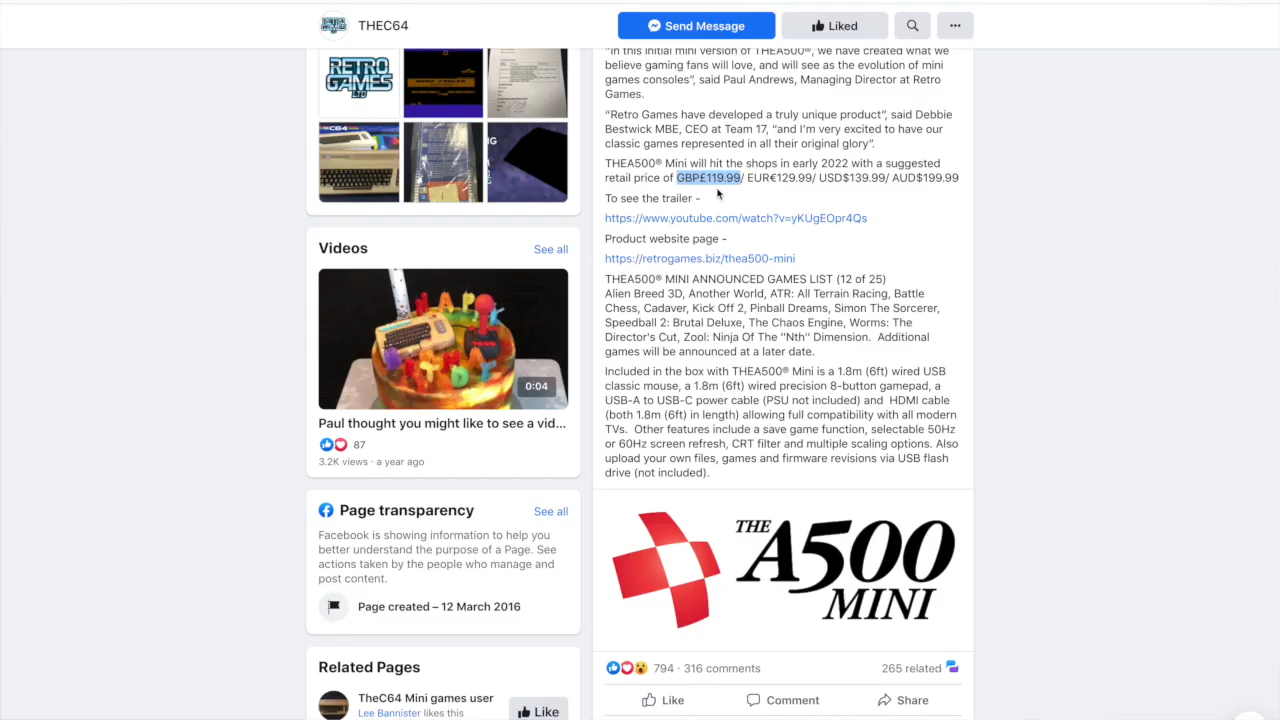 THEC64
Send Message
Liked
RETRO
GAMES
LTD
C64
NG
Videos
See all
HAP
0:04
Paul thought you might like to see a vid...
87
3.2K views · a year ago
Page transparency
See all
Facebook is showing information to help you
better understand the purpose of a Page. See
actions taken by the people who manage and
post content.
Page created – 12 March 2016
Related Pages
TheC64 Mini games user
Lee Bannister likes this
Like
"In this initial mini version of THEA500®, we have created what we
believe gaming fans will love, and will see as the evolution of mini
games consoles”, said Paul Andrews, Managing Director at Retro
Games.
“Retro Games have developed a truly unique product”, said Debbie
Bestwick MBE, CEO at Team 17, “and I’m very excited to have our
classic games represented in all their original glory”.
THEA500® Mini will hit the shops in early 2022 with a suggested
retail price of GBP£119.99/ EUR€129.99/ USD$139.99/ AUD$199.99
To see the trailer -
https://www.youtube.com/watch?v=yKUgEOpr4Qs
Product website page -
https://retrogames.biz/thea500-mini
THEA500® MINI ANNOUNCED GAMES LIST (12 of 25)
Alien Breed 3D, Another World, ATR: All Terrain Racing, Battle
Chess, Cadaver, Kick Off 2, Pinball Dreams, Simon The Sorcerer,
Speedball 2: Brutal Deluxe, The Chaos Engine, Worms: The
Director's Cut, Zool: Ninja Of The "Nth" Dimension.  Additional
games will be announced at a later date.
Included in the box with THEA500® Mini is a 1.8m (6ft) wired USB
classic mouse, a 1.8m (6ft) wired precision 8-button gamepad, a
USB-A to USB-C power cable (PSU not included) and  HDMI cable
(both 1.8m (6ft) in length) allowing full compatibility with all modern
TVs.  Other features include a save game function, selectable 50Hz
or 60Hz screen refresh, CRT filter and multiple scaling options. Also
upload your own files, games and firmware revisions via USB flash
drive (not included).
THE
A500
MINI
794 · 316 comments
265 related
Like
Comment
Share